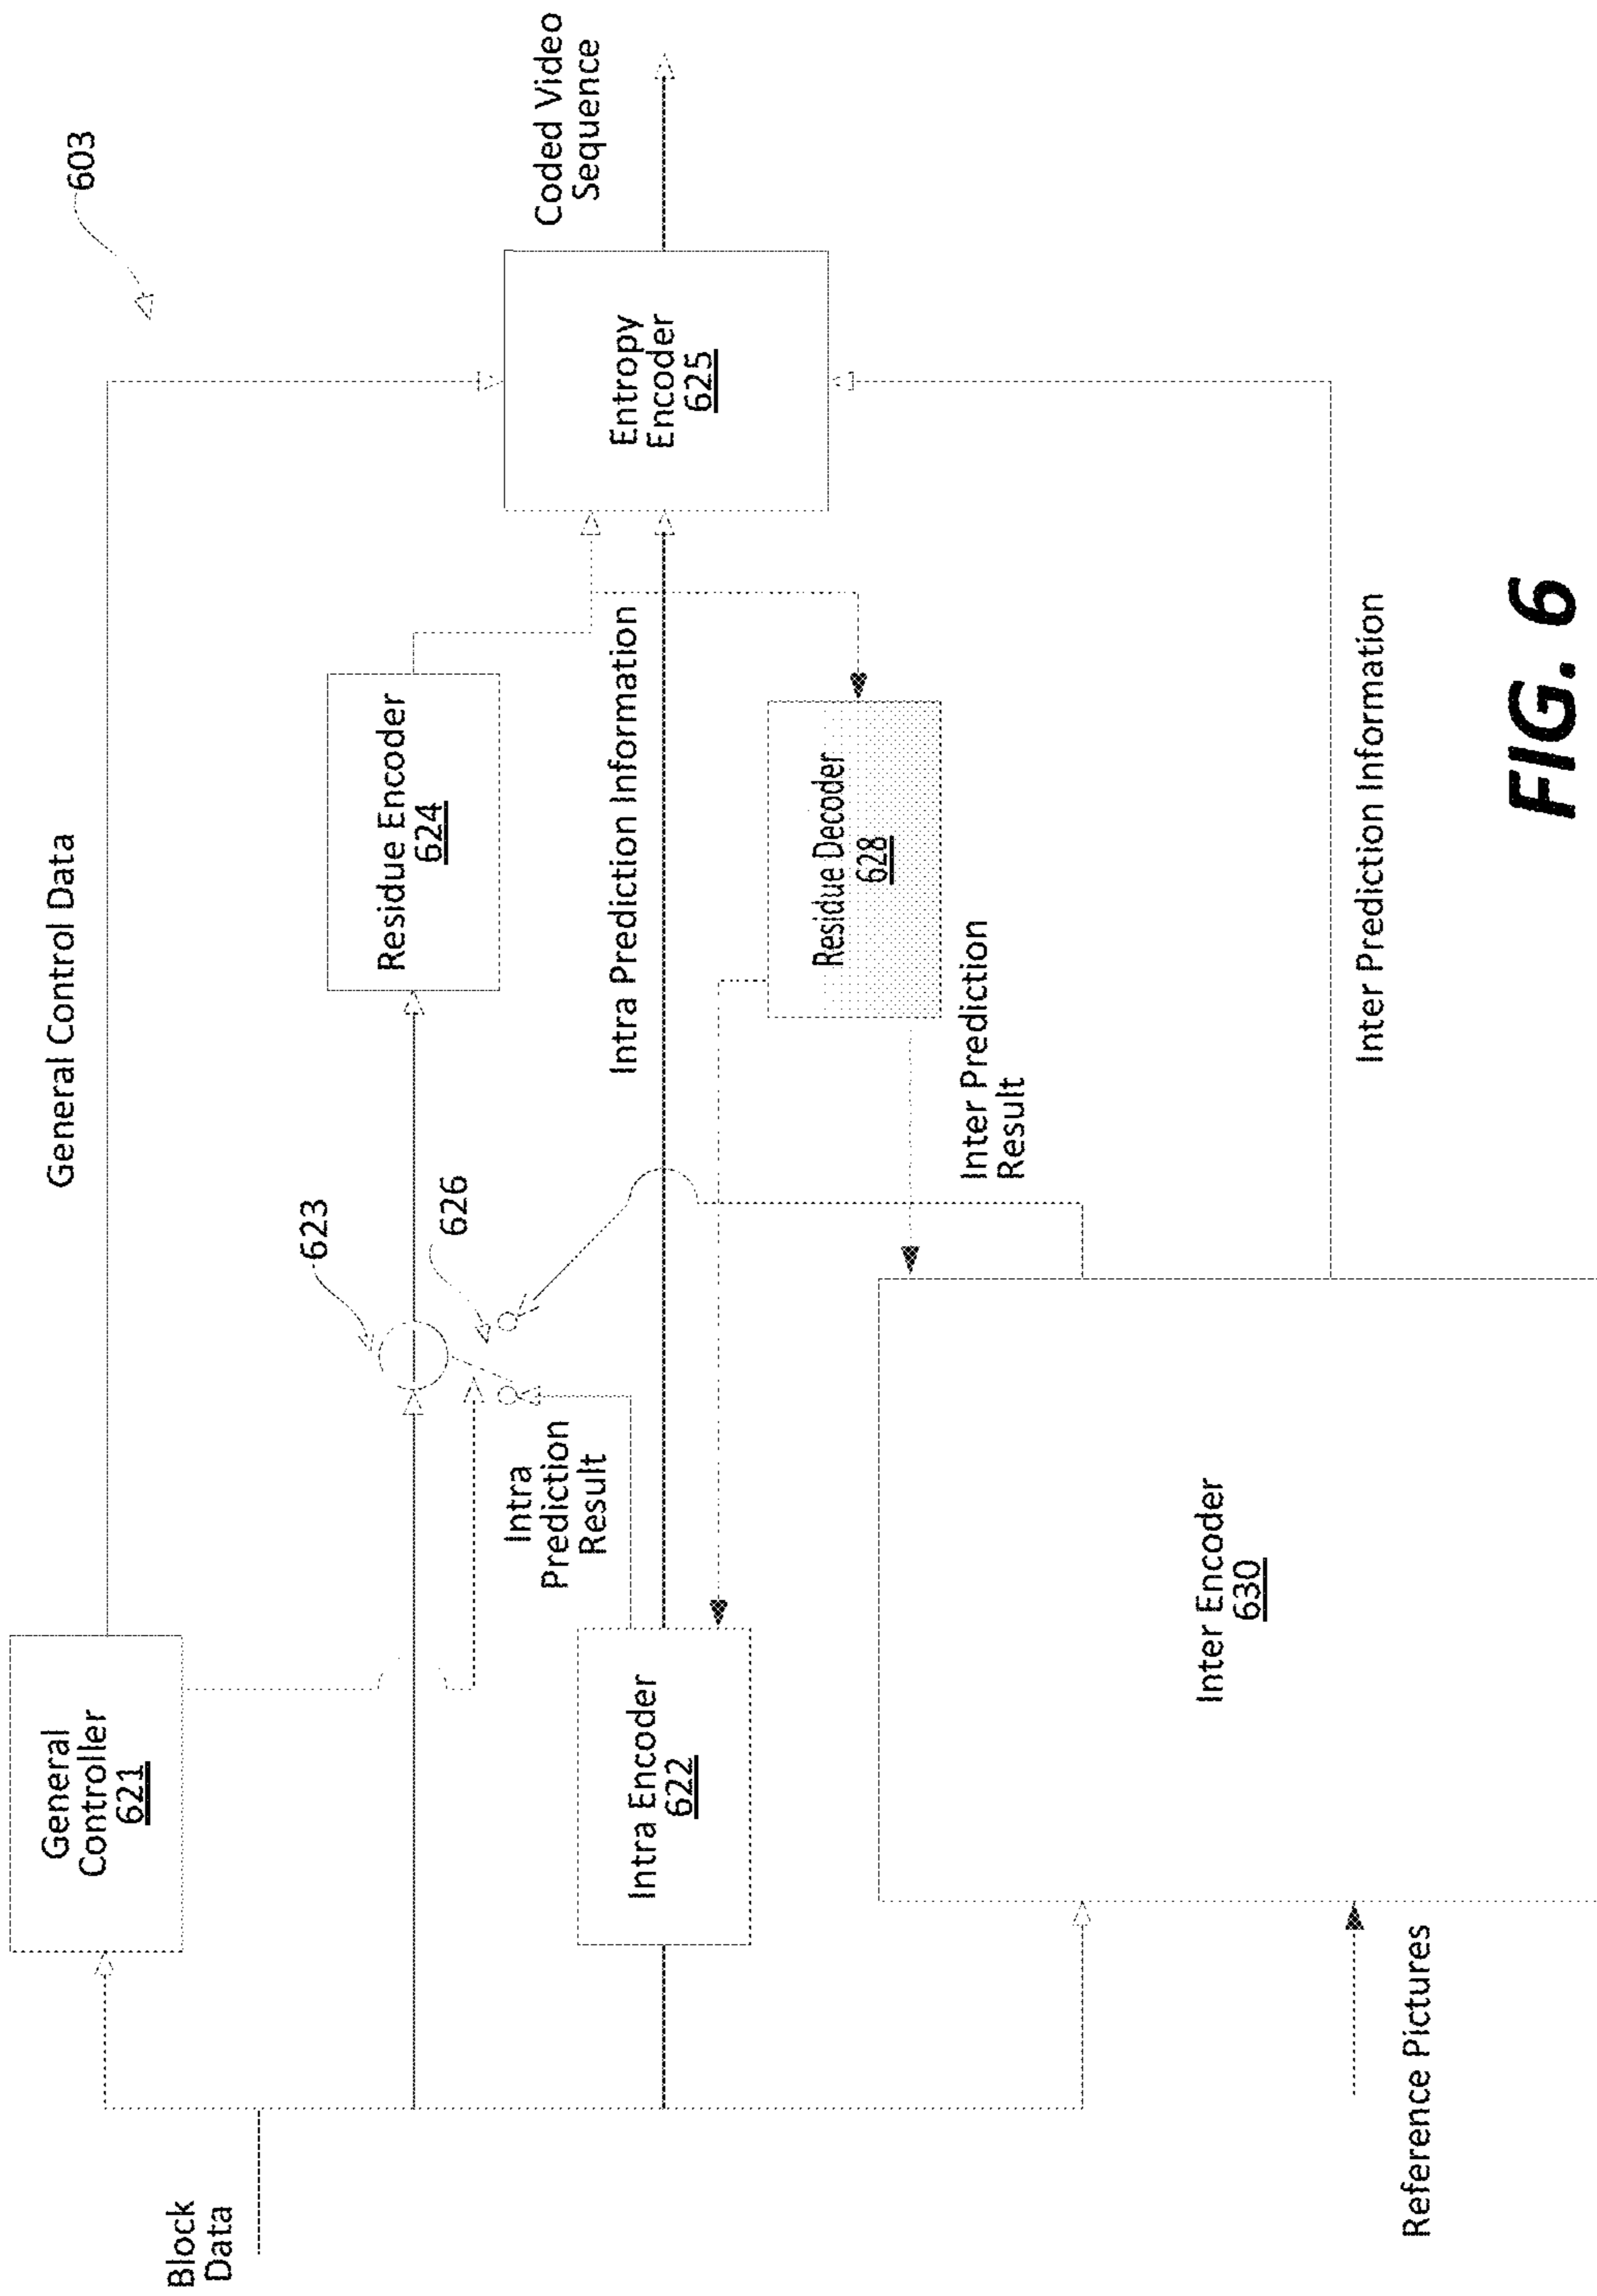 603
General Control Data
General
Controller
621
Block
Data
623
626
Residue Encoder
624
Coded Video
Sequence
Entropy
Encoder
625
Intra
Prediction
Result
Intra Prediction Information
Intra Encoder
622
Residue Decoder
628
Inter Prediction
Result
Inter Encoder
630
Inter Prediction Information
Reference Pictures
FIG. 6